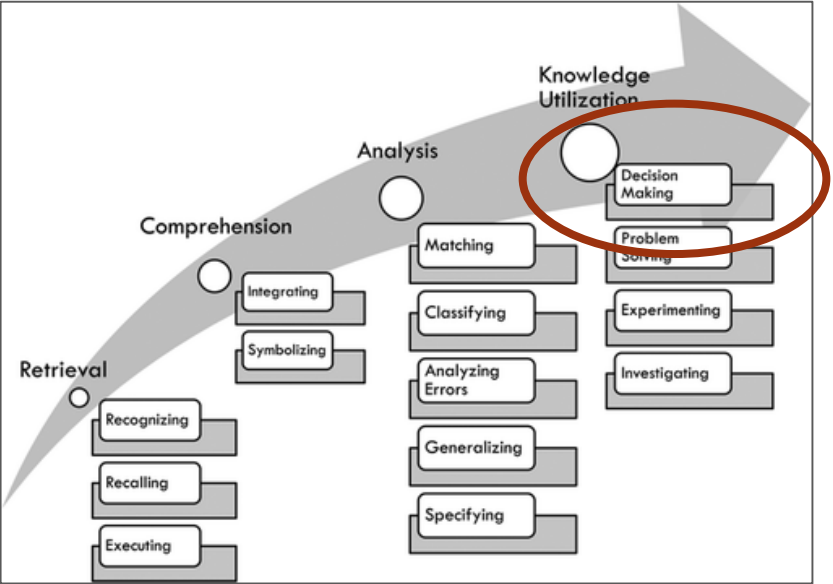 Knowledge
Utilization
Decision
Making
Problem
Solving
Experimenting
Investigating
Analysis
Matching
Classifying
Analyzing
Errors
Generalizing
Specifying
Comprehension
Integrating
Symbolizing
Retrieval
Recognizing
Recalling
Executing